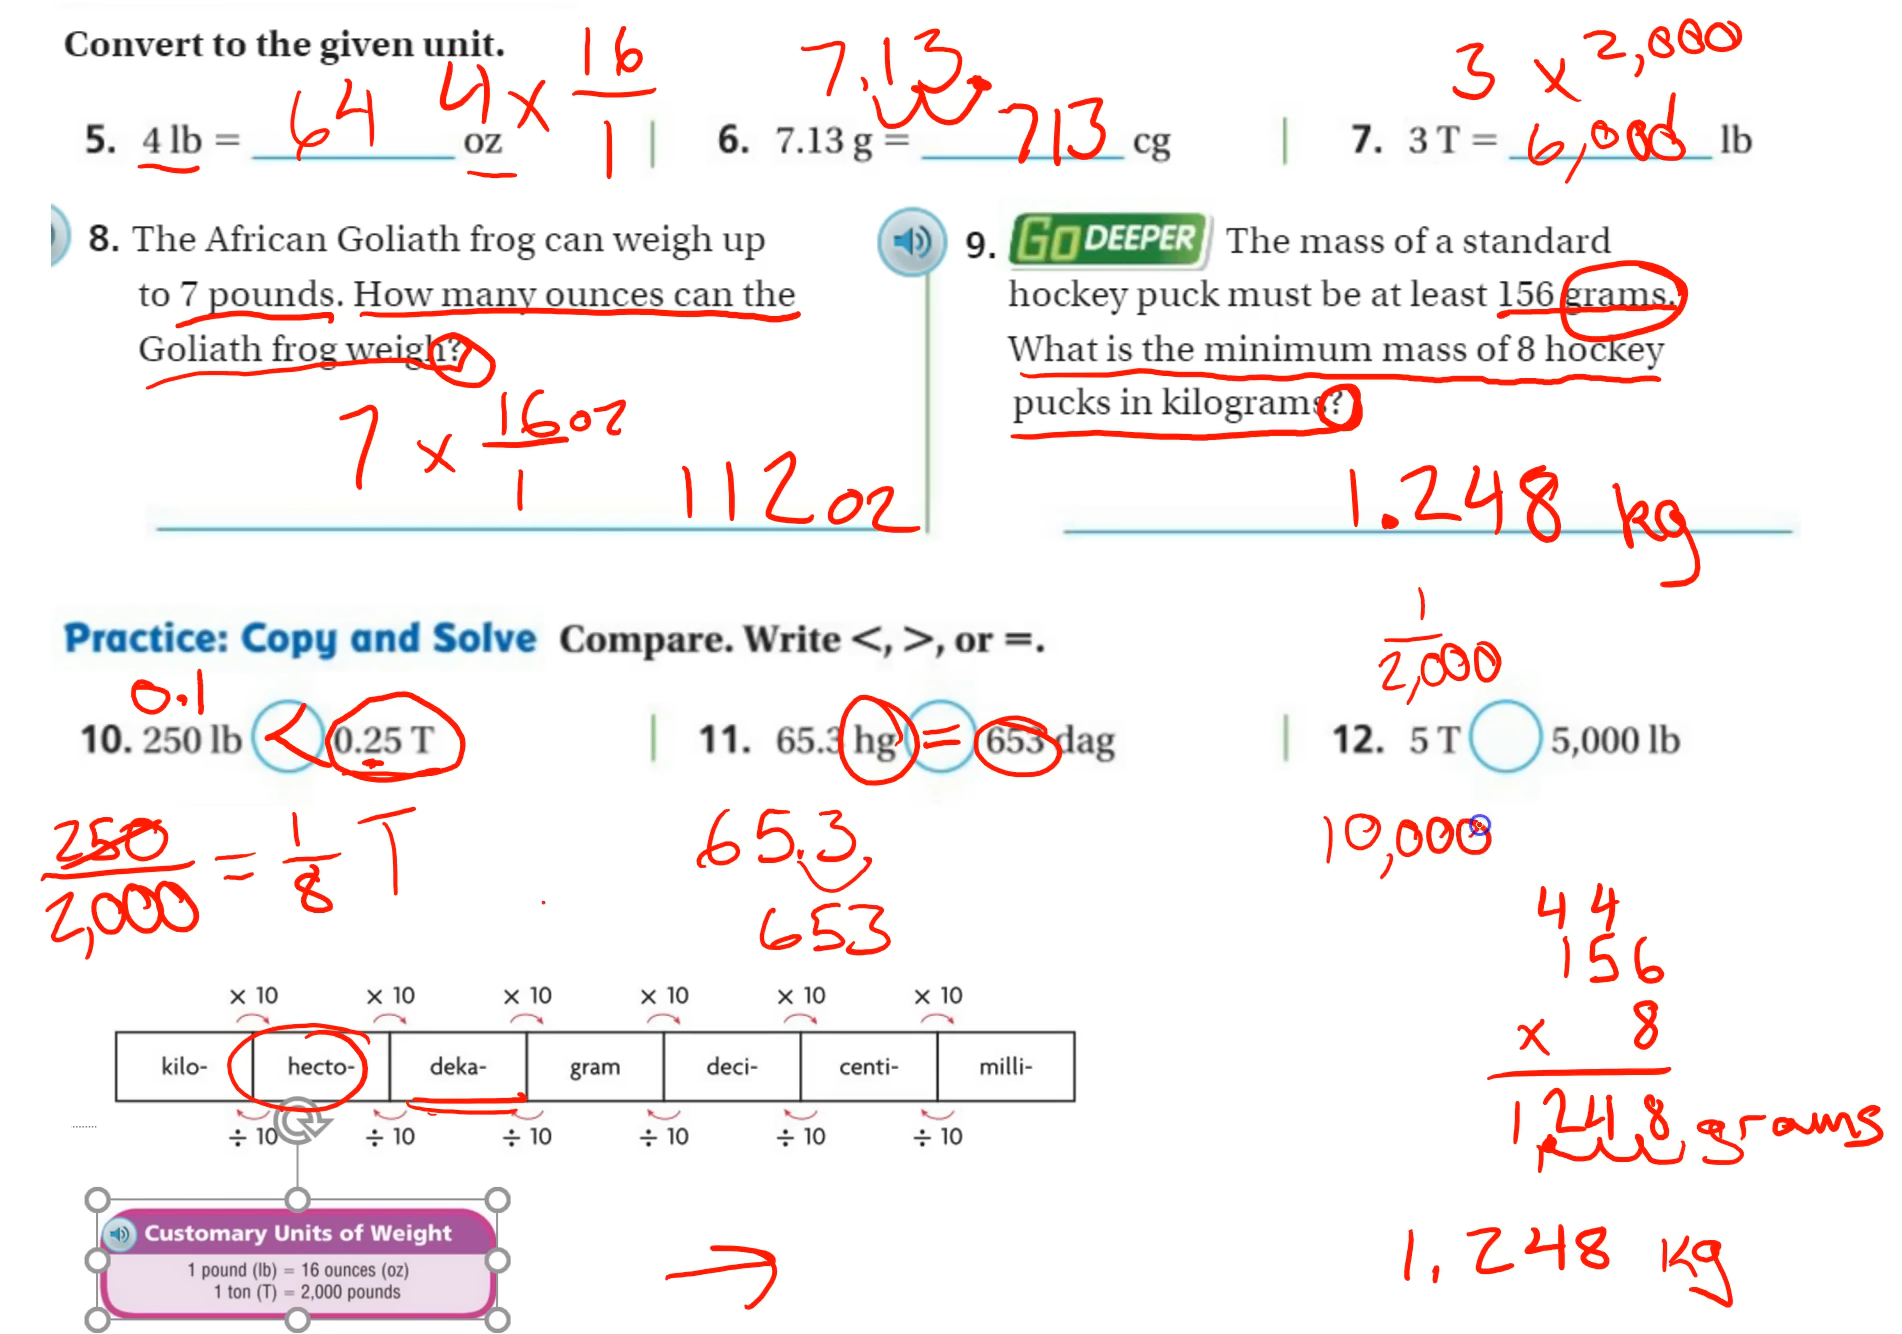 Convert to the given unit.
4 × 16/1
7.13.
3 × 2,000
5. 4 lb = 64 oz
6. 7.13 g = 713 cg
7. 3 T = 6,000 lb
8. The African Goliath frog can weigh up
to 7 pounds. How many ounces can the
Goliath frog weigh?
7 × 16 oz/1
112 oz
9. GO DEEPER The mass of a standard
hockey puck must be at least 156 grams.
What is the minimum mass of 8 hockey
pucks in kilograms?
1.248 kg
Practice: Copy and Solve Compare. Write <, >, or =.
0.1
1/2,000
10. 250 lb < 0.25 T
11. 65.3 hg = 653 dag
12. 5 T 5,000 lb
250/2,000 = 1/8 T
65.3.
653
10,000
44
156
× 8
1248. grams
1.248 kg
× 10 × 10 × 10 × 10 × 10 × 10
kilo- hecto- deka- gram deci- centi- milli-
÷ 10 ÷ 10 ÷ 10 ÷ 10 ÷ 10 ÷ 10
Customary Units of Weight
1 pound (lb) = 16 ounces (oz)
1 ton (T) = 2,000 pounds